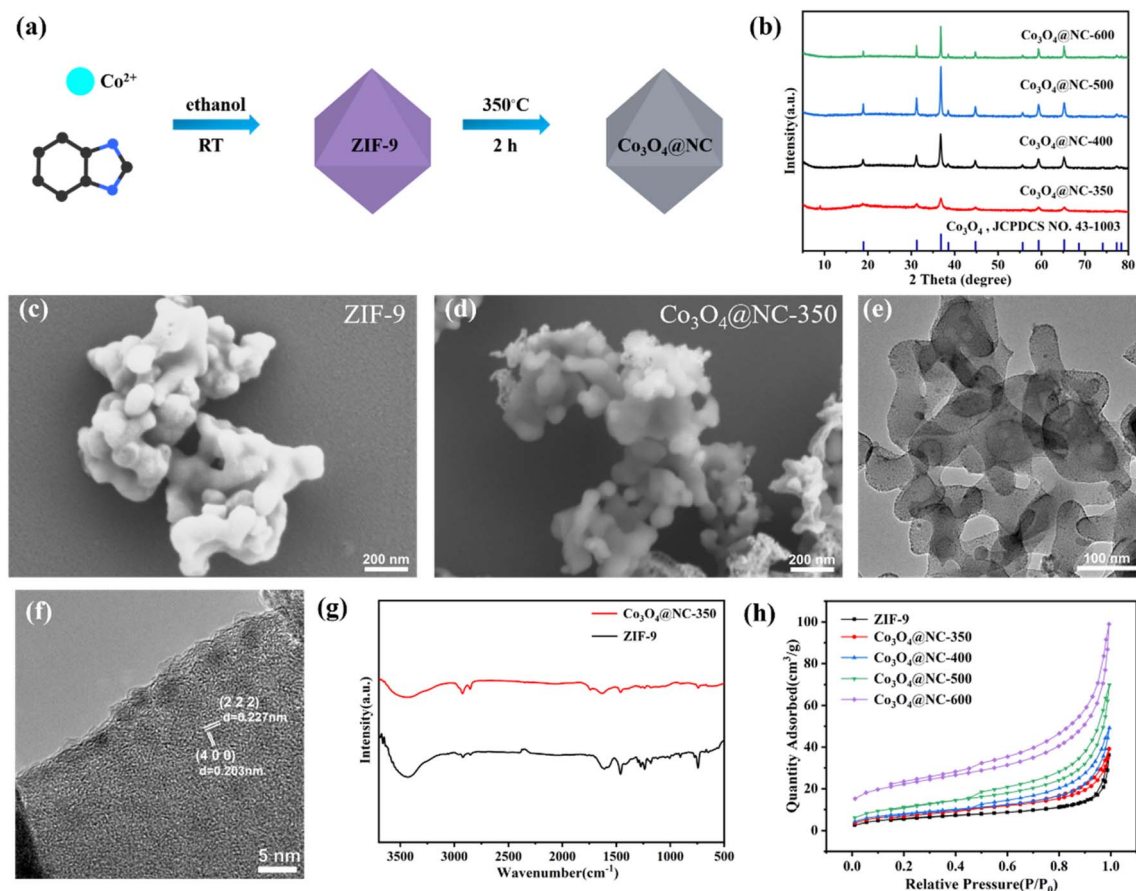 (a)
Co²⁺
ethanol
RT
ZIF-9
350°C
2 h
Co₃O₄@NC
(b)
Intensity(a.u.)
Co₃O₄@NC-600
Co₃O₄@NC-500
Co₃O₄@NC-400
Co₃O₄@NC-350
Co₃O₄ , JCPDCS NO. 43-1003
10 20 30 40 50 60 70 80
2 Theta (degree)
(c)
ZIF-9
200 nm
(d)
Co₃O₄@NC-350
200 nm
(e)
100 nm
(f)
(2 2 2)
d=0.227nm
(4 0 0)
d=0.203nm
5 nm
(g)
Intensity(a.u.)
Co₃O₄@NC-350
ZIF-9
3500 3000 2500 2000 1500 1000 500
Wavenumber(cm⁻¹)
(h)
Quantity Adsorbed(cm³/g)
100
80
60
40
20
0
ZIF-9
Co₃O₄@NC-350
Co₃O₄@NC-400
Co₃O₄@NC-500
Co₃O₄@NC-600
0.0 0.2 0.4 0.6 0.8 1.0
Relative Pressure(P/P₀)